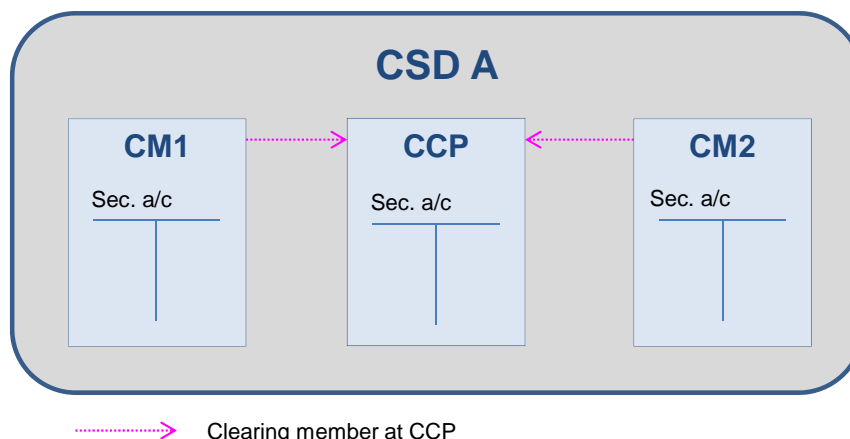 CSD A
CM1 CCP CM2
Sec. a/c Sec. a/c Sec. a/c
Clearing member at CCP